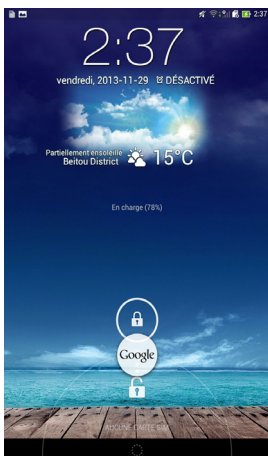 2:37
2:37
vendredi, 2013-11-29 DÉSACTIVÉ
Partiellement ensoleillé
Beitou District
15°C
En charge (78%)
Google
AUCUNE CARTE SIM